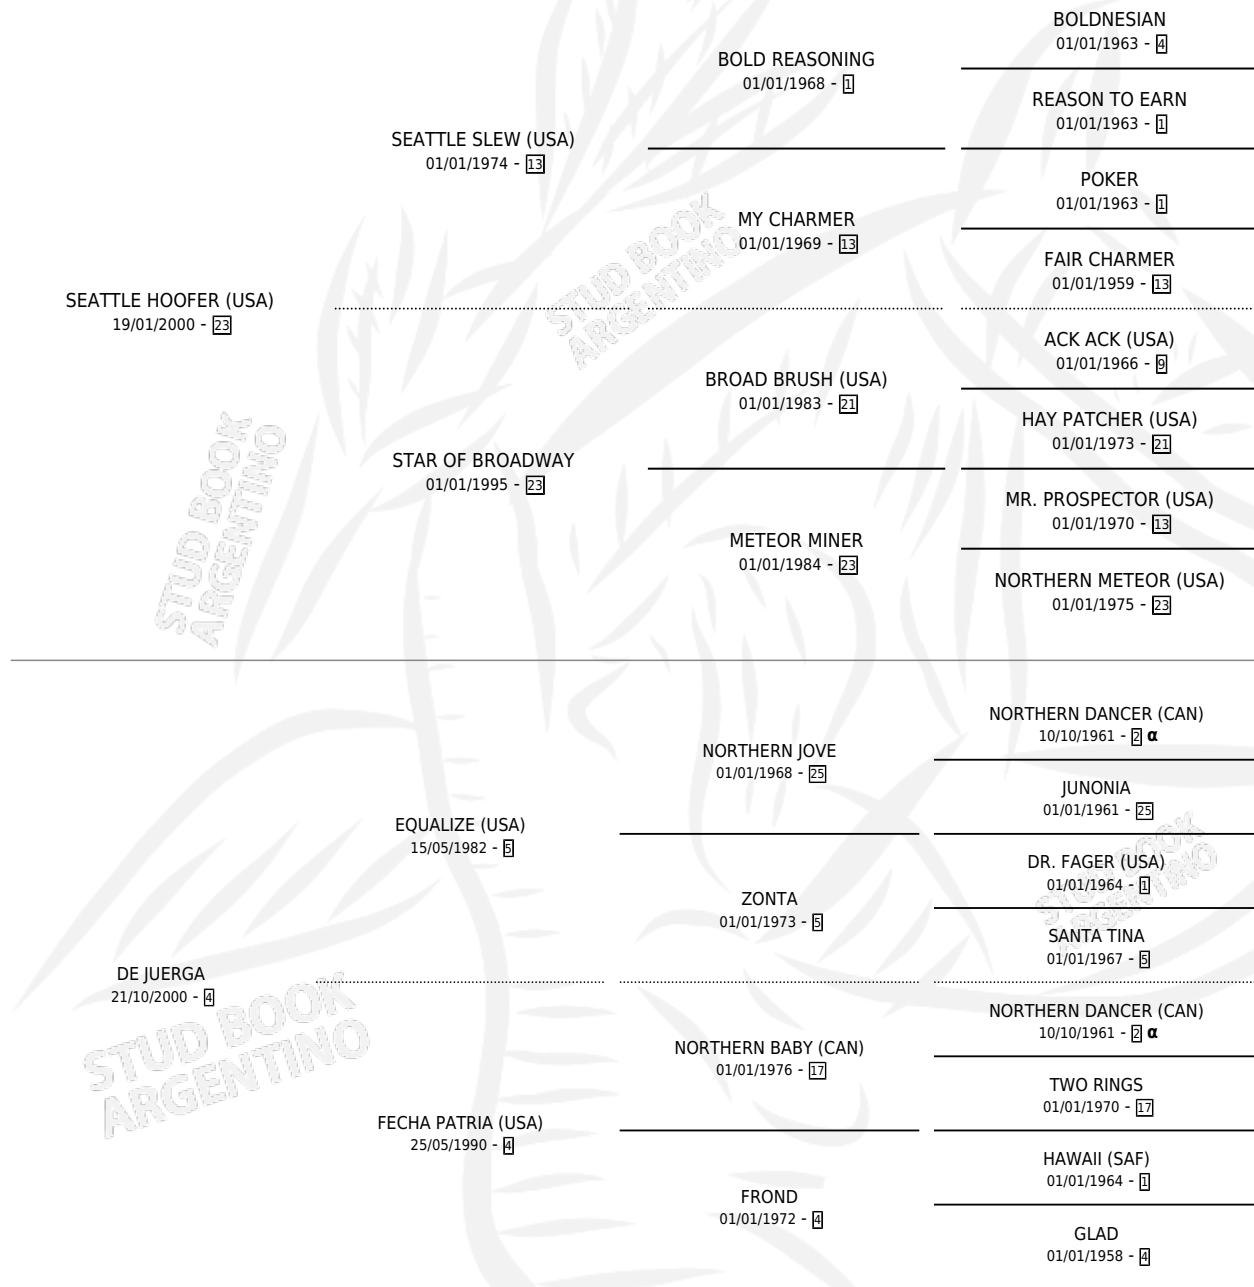 BOLDNESIAN
01/01/1963 - 4
BOLD REASONING
01/01/1968 - 1
REASON TO EARN
01/01/1963 - 1
SEATTLE SLEW (USA)
01/01/1974 - 13
POKER
01/01/1963 - 1
MY CHARMER
01/01/1969 - 13
FAIR CHARMER
01/01/1959 - 13
STUD BOOK
ARGENTINO
SEATTLE HOOFER (USA)
19/01/2000 - 23
ACK ACK (USA)
01/01/1966 - 9
BROAD BRUSH (USA)
01/01/1983 - 21
HAY PATCHER (USA)
01/01/1973 - 21
STAR OF BROADWAY
01/01/1995 - 23
MR. PROSPECTOR (USA)
01/01/1970 - 13
METEOR MINER
01/01/1984 - 23
NORTHERN METEOR (USA)
01/01/1975 - 23
STUD BOOK
ARGENTINO
NORTHERN DANCER (CAN)
10/10/1961 - 2 α
NORTHERN JOVE
01/01/1968 - 25
JUNONIA
01/01/1961 - 25
EQUALIZE (USA)
15/05/1982 - 5
DR. FAGER (USA)
01/01/1964 - 1
ZONTA
01/01/1973 - 5
SANTA TINA
01/01/1967 - 5
STUD BOOK
ARGENTINO
DE JUERGA
21/10/2000 - 4
NORTHERN DANCER (CAN)
10/10/1961 - 2 α
NORTHERN BABY (CAN)
01/01/1976 - 17
TWO RINGS
01/01/1970 - 17
STUD BOOK
ARGENTINO
FECHA PATRIA (USA)
25/05/1990 - 4
HAWAII (SAF)
01/01/1964 - 1
FROND
01/01/1972 - 4
GLAD
01/01/1958 - 4